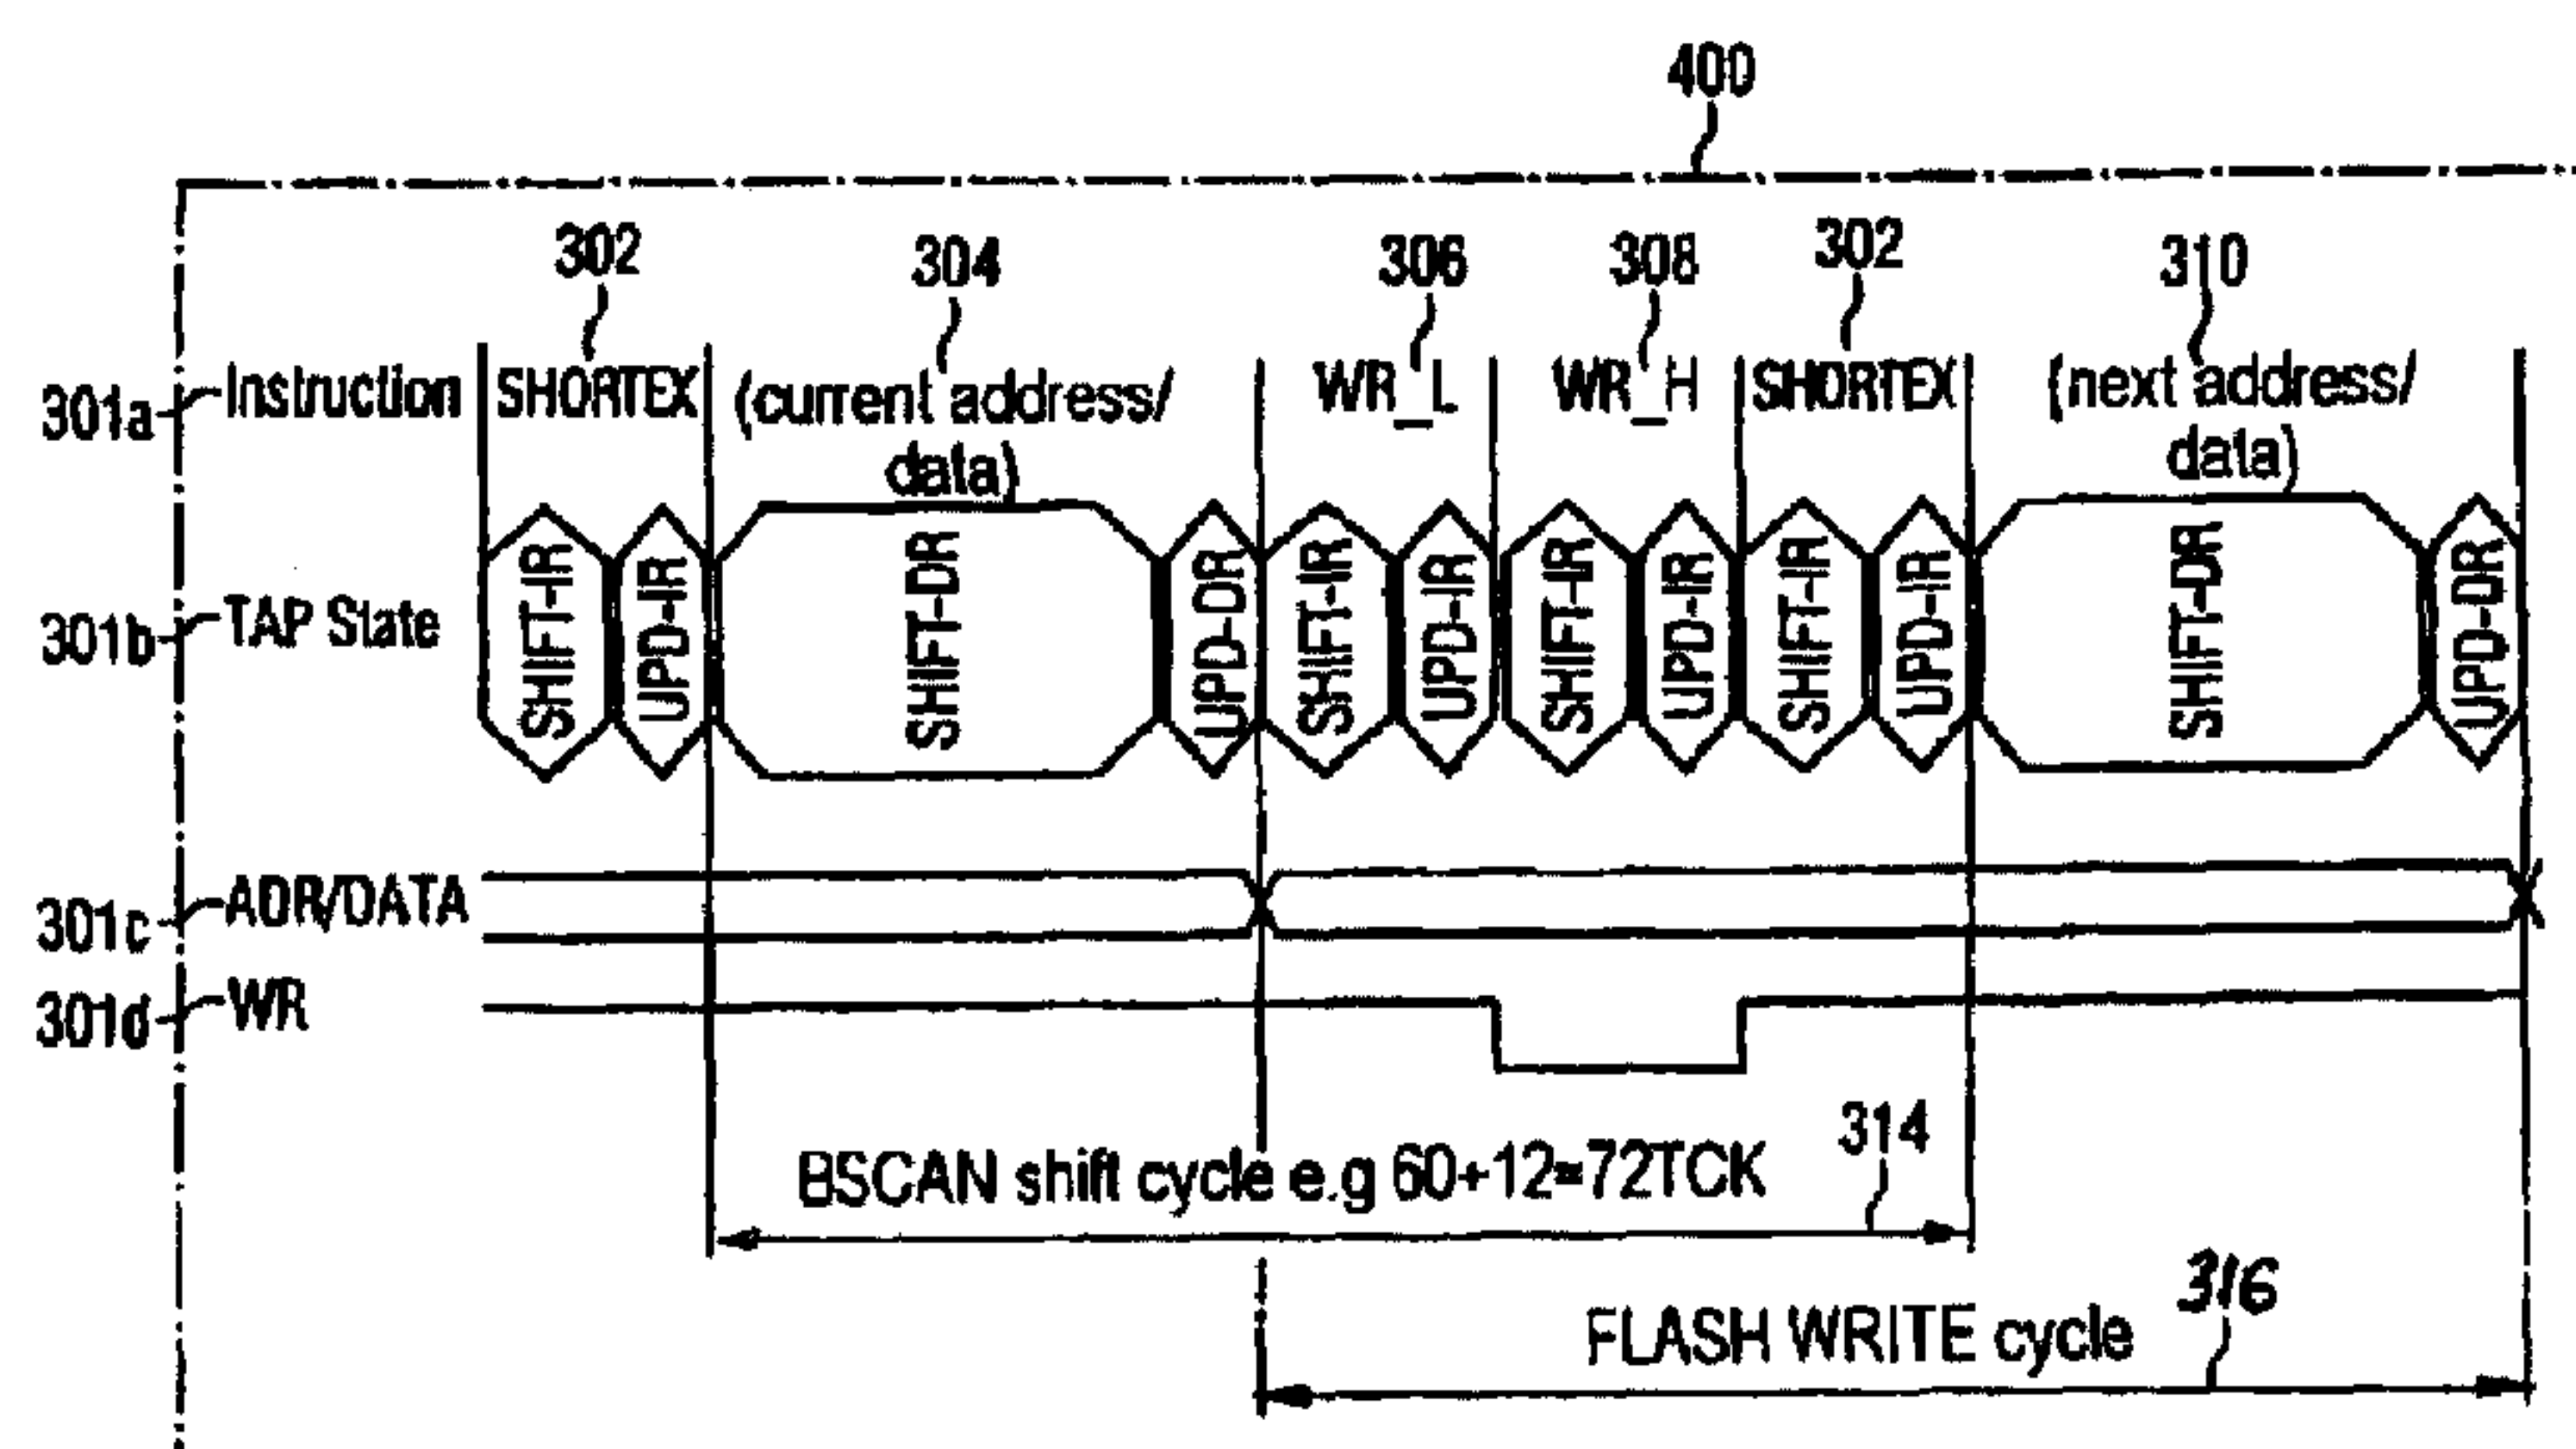 400
302 304 306 308 302 310
301a Instruction SHORTEX (current address/ WR_L WR_H SHORTEX (next address/
data) data)
301b TAP State SHIFT-IR UPD-IR SHIFT-DR UPD-DR SHIFT-IR UPD-IR SHIFT-IR UPD-IR SHIFT-IR UPD-IR SHIFT-DR UPD-DR
301c ADR/DATA
301d WR
314
BSCAN shift cycle e.g 60+12=72TCK
316
FLASH WRITE cycle